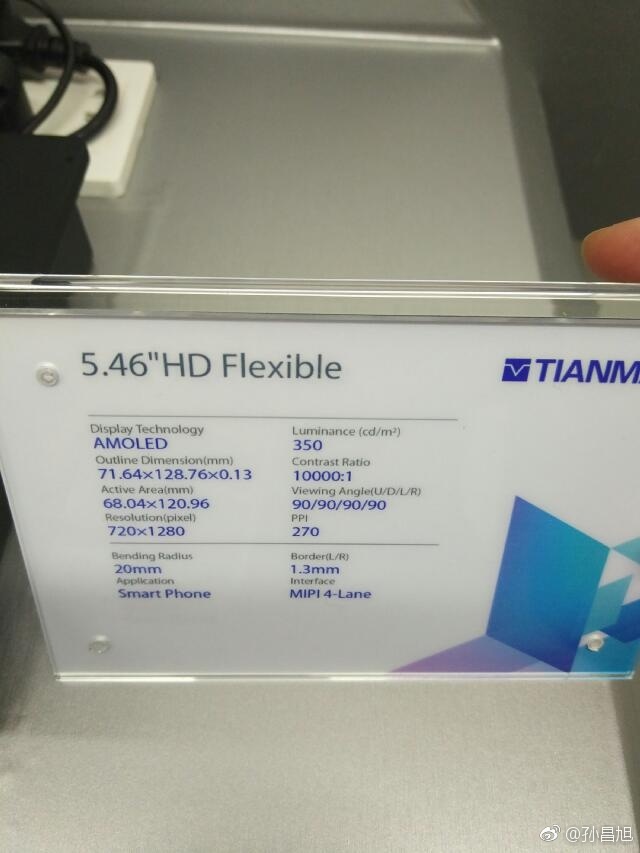 5.46"HD Flexible
TIANMA
Display Technology
AMOLED
Outline Dimension(mm)
71.64×128.76×0.13
Active Area(mm)
68.04×120.96
Resolution(pixel)
720×1280
Luminance (cd/m²)
350
Contrast Ratio
10000:1
Viewing Angle(U/D/L/R)
90/90/90/90
PPI
270
Bending Radius
20mm
Application
Smart Phone
Border(L/R)
1.3mm
Interface
MIPI 4-Lane
@孙昌旭